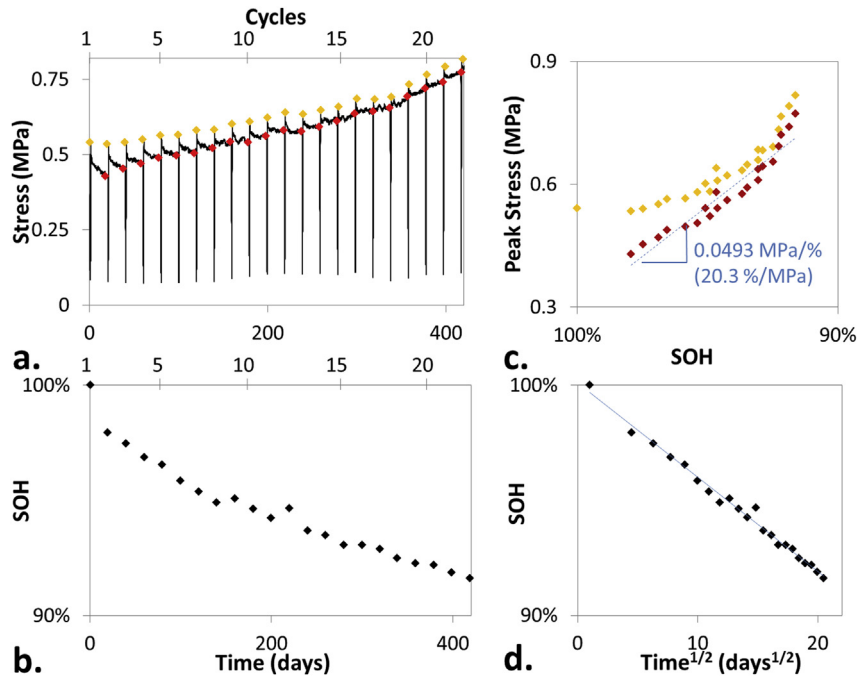 Cycles
1 5 10 15 20
0.75
0.5
0.25
0
Stress (MPa)
0 200 400
a.
0.9
0.6
0.3
Peak Stress (MPa)
0.0493 MPa/%
(20.3 %/MPa)
100% 90%
SOH
c.
1 5 10 15 20
100%
90%
SOH
0 200 400
Time (days)
b.
100%
90%
SOH
0 10 20
Time1/2 (days1/2)
d.